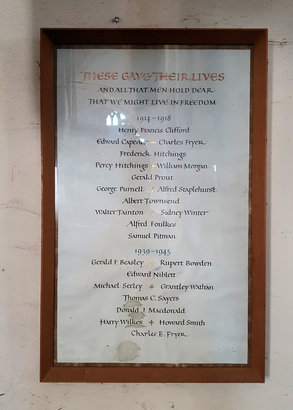 THESE GAVE THEIR LIVES
AND ALL THAT MEN HOLD DEAR
THAT WE MIGHT LIVE IN FREEDOM
1914-1918
Henry Francis Clifford
Edward Capener + Charles Fryer
Frederick Hitchings
Percy Hitchings + William Morgan
Gerald Prout
George Purnell + Alfred Staplehurst
Albert Townsend
Walter Tanton + Sidney Winter
Alfred Foulkes
Samuel Pitman
1939-1945
Gerald F. Beasley + Rupert Bowden
Edward Niblett
Michael Seeley + Grantley Wathan
Thomas C. Sayers
Donald J. Macdonald
Harry Wilkes + Howard Smith
Charles E. Fryer